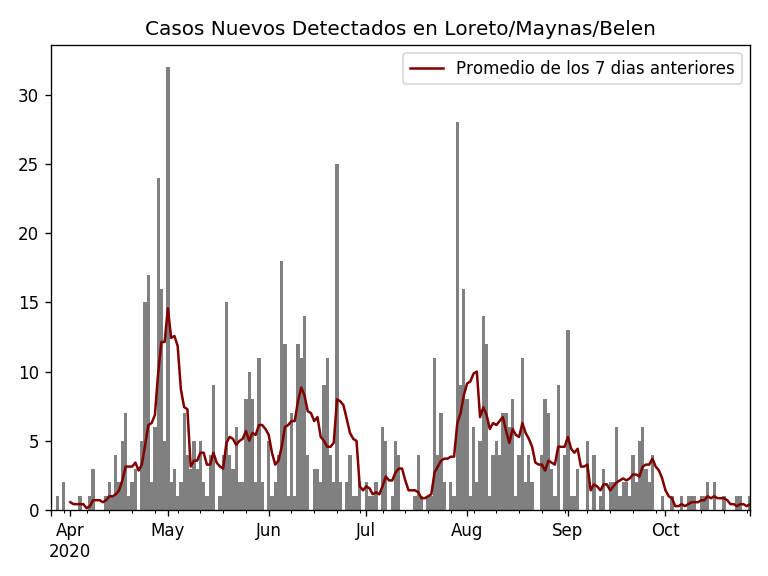 Casos Nuevos Detectados en Loreto/Maynas/Belen
Promedio de los 7 dias anteriores
30
25
20
15
10
5
0
Apr May Jun Jul Aug Sep Oct
2020